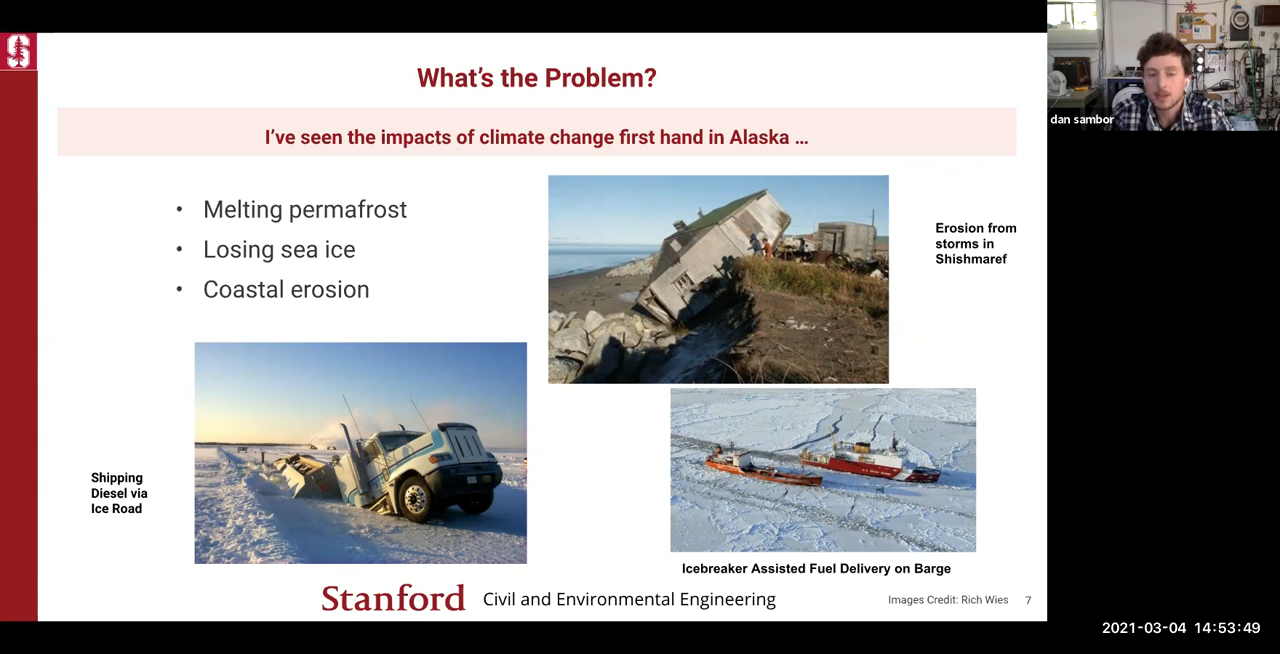 What's the Problem?
I've seen the impacts of climate change first hand in Alaska ...
• Melting permafrost
• Losing sea ice
• Coastal erosion
Erosion from
storms in
Shishmaref
Shipping
Diesel via
Ice Road
Icebreaker Assisted Fuel Delivery on Barge
Stanford Civil and Environmental Engineering
Images Credit: Rich Wies 7
dan sambor
2021-03-04 14:53:49